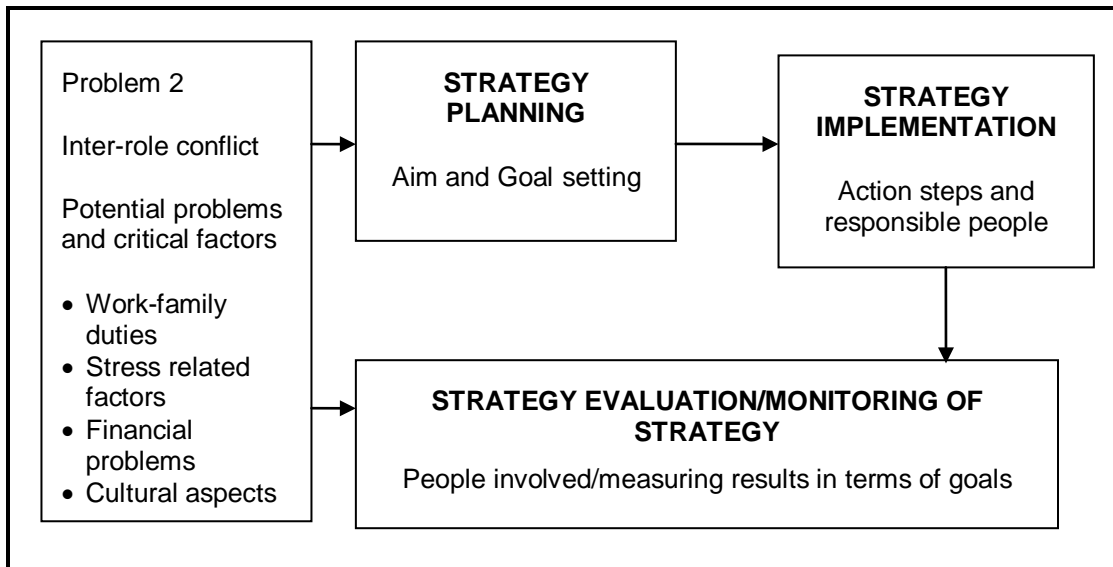 Problem 2
Inter-role conflict
Potential problems
and critical factors
• Work-family
duties
• Stress related
factors
• Financial
problems
• Cultural aspects
STRATEGY
PLANNING
Aim and Goal setting
STRATEGY
IMPLEMENTATION
Action steps and
responsible people
STRATEGY EVALUATION/MONITORING OF
STRATEGY
People involved/measuring results in terms of goals